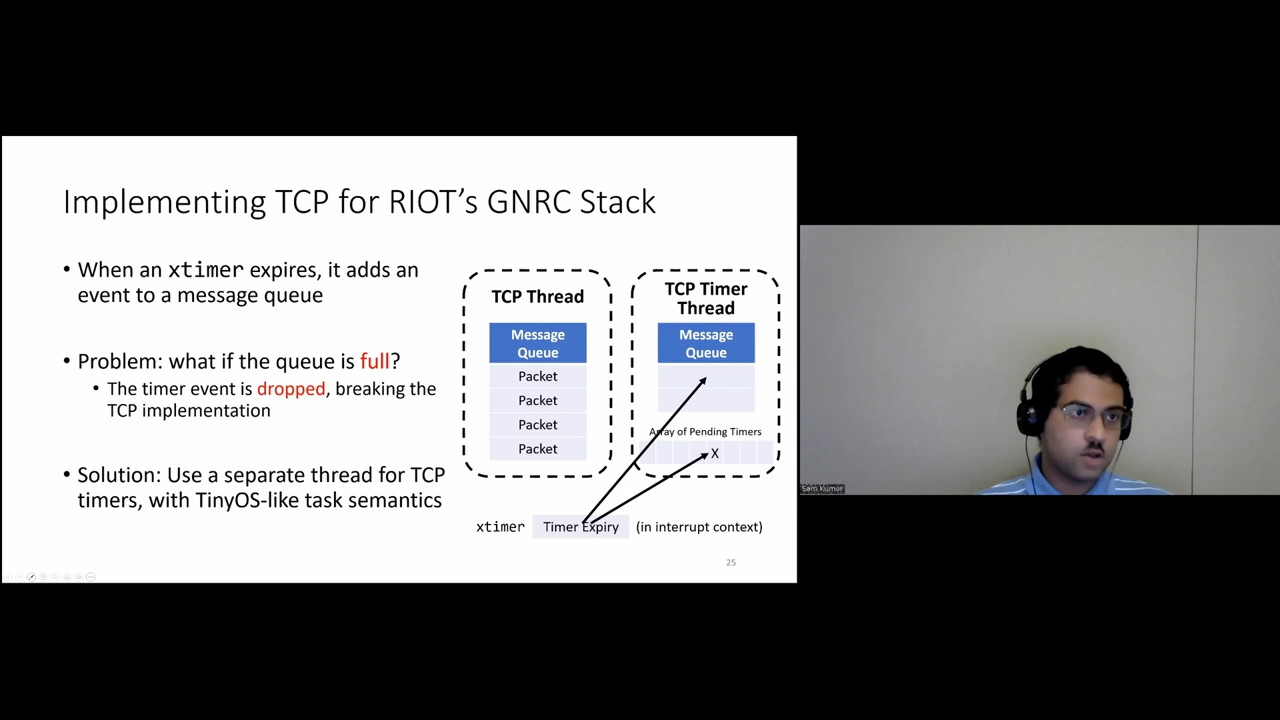 Implementing TCP for RIOT's GNRC Stack
• When an xtimer expires, it adds an
event to a message queue
• Problem: what if the queue is full?
• The timer event is dropped, breaking the
TCP implementation
• Solution: Use a separate thread for TCP
timers, with TinyOS-like task semantics
TCP Thread
Message
Queue
Packet
Packet
Packet
Packet
TCP Timer
Thread
Message
Queue
Array of Pending Timers
X
xtimer
Timer Expiry
(in interrupt context)
25
Sam Kumar